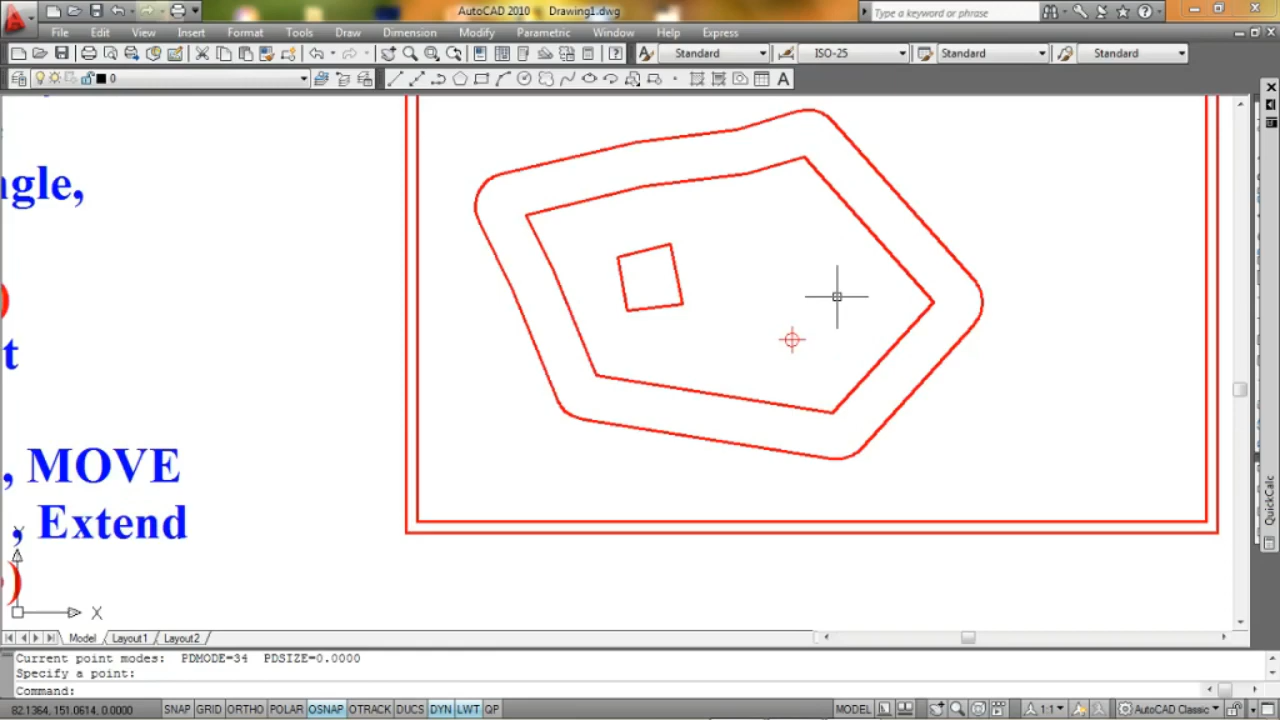 AutoCAD 2010 Drawing1.dwg
Type a keyword or phrase
File Edit View Insert Format Tools Draw Dimension Modify Parametric Window Help Express
Standard ISO-25 Standard Standard
0
ngle,
)
t
, MOVE
, Extend
)
Y
X
Model Layout1 Layout2
QuickCalc
Current point modes: PDMODE=34 PDSIZE=0.0000
Specify a point:
Command:
82.1364, 151.0614, 0.0000 SNAP GRID ORTHO POLAR OSNAP OTRACK DUCS DYN LWT QP MODEL 1:1 AutoCAD Classic